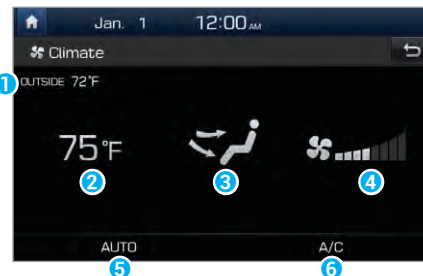 Jan. 1 12:00 AM
Climate
1 OUTSIDE 72°F
75°F
2 3 4
AUTO A/C
5 6